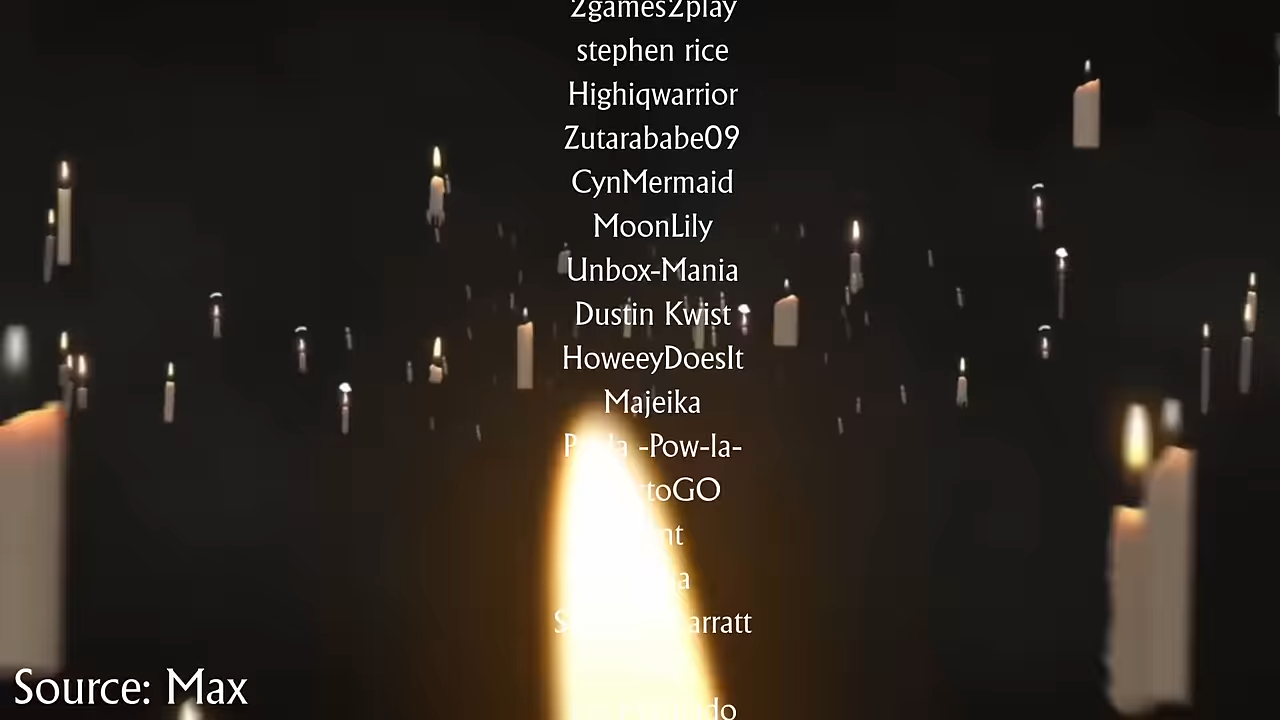 2games2play
stephen rice
Highiqwarrior
Zutarababe09
CynMermaid
MoonLily
Unbox-Mania
Dustin Kwist
HoweeyDoesIt
Majeika
-Pow-la-
Source: Max